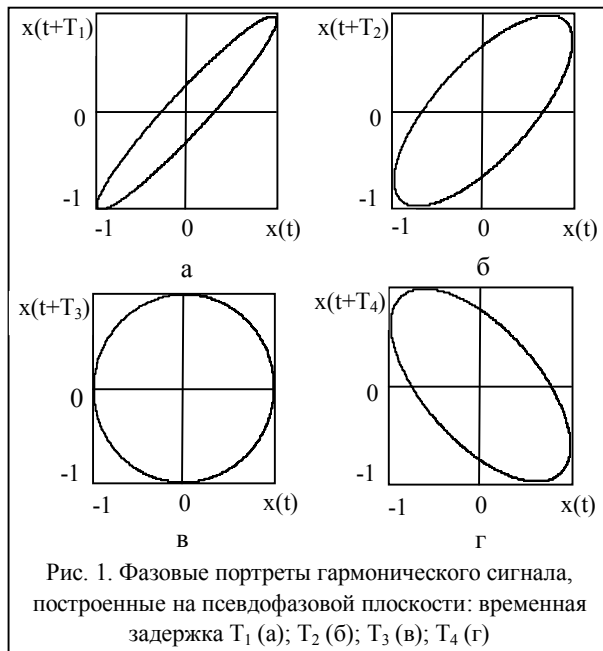 x(t+T₁)
0
-1
-1 0 x(t)
а
x(t+T₂)
0
-1
-1 0 x(t)
б
x(t+T₃)
0
-1
-1 0 x(t)
в
x(t+T₄)
0
-1
-1 0 x(t)
г
Рис. 1. Фазовые портреты гармонического сигнала,
построенные на псевдофазовой плоскости: временная
задержка T₁ (а); T₂ (б); T₃ (в); T₄ (г)